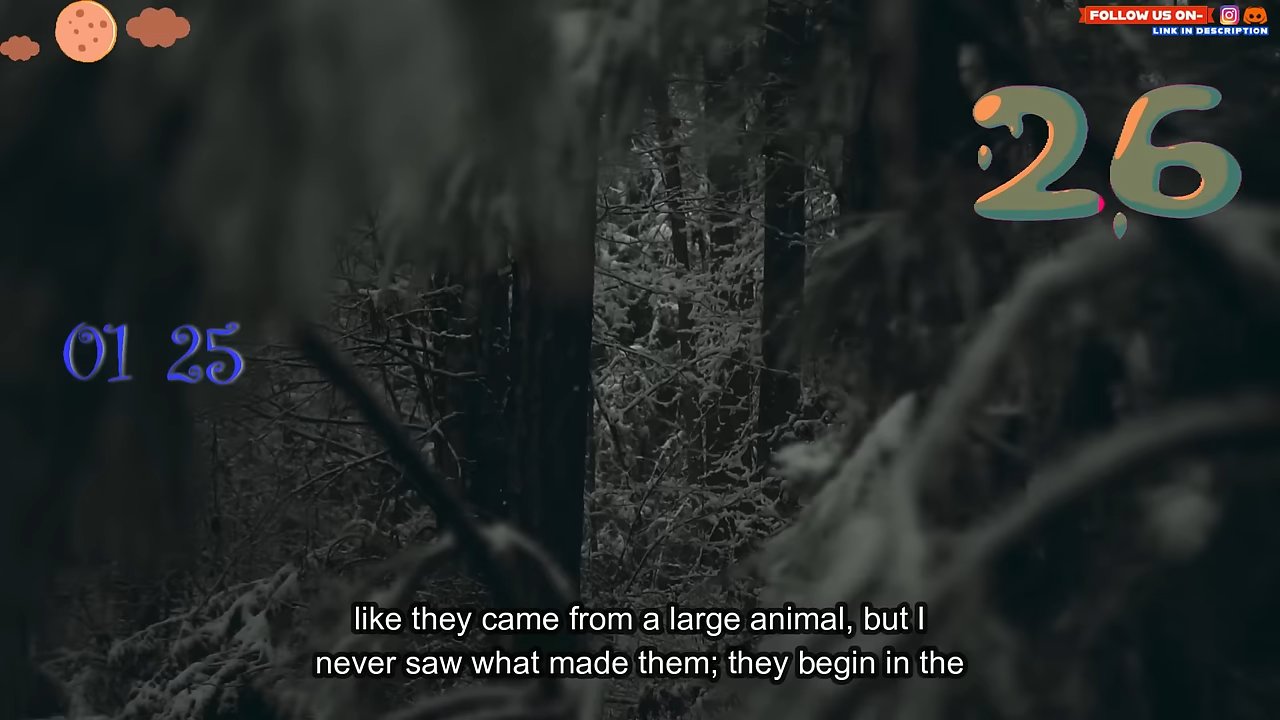 FOLLOW US ON-
LINK IN DESCRIPTION
26
01 25
like they came from a large animal, but I
never saw what made them; they begin in the